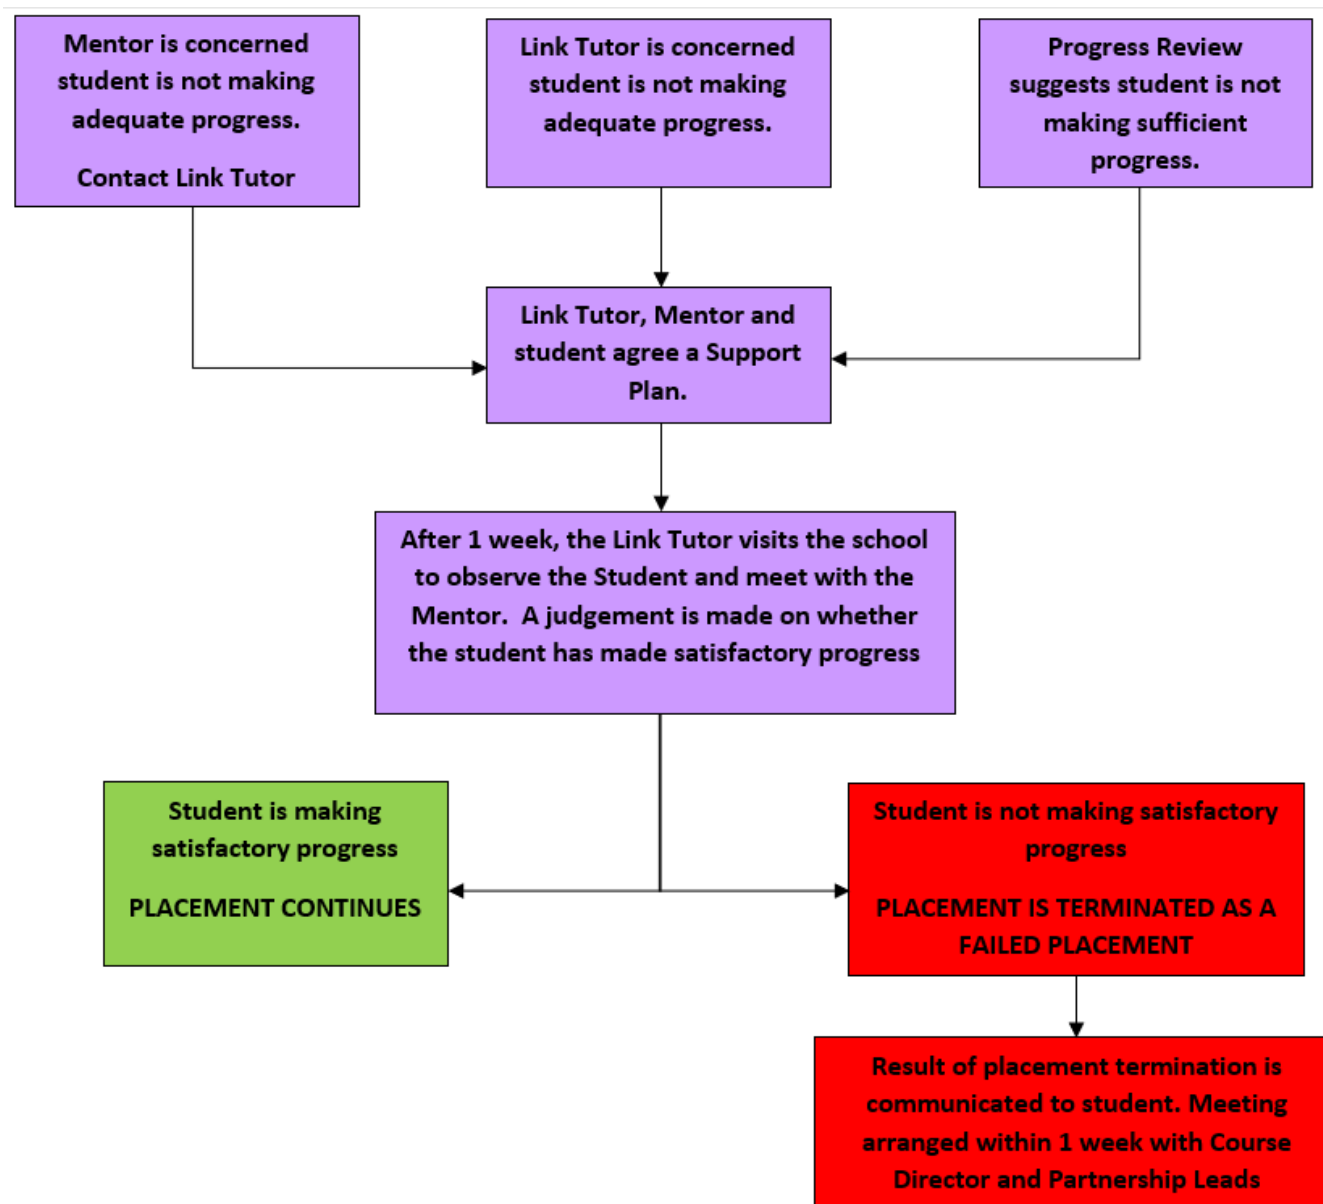 Mentor is concerned
student is not making
adequate progress.
Contact Link Tutor
Link Tutor is concerned
student is not making
adequate progress.
Progress Review
suggests student is not
making sufficient
progress.
Link Tutor, Mentor and
student agree a Support
Plan.
After 1 week, the Link Tutor visits the school
to observe the Student and meet with the
Mentor.  A judgement is made on whether
the student has made satisfactory progress
Student is making
satisfactory progress
PLACEMENT CONTINUES
Student is not making satisfactory
progress
PLACEMENT IS TERMINATED AS A
FAILED PLACEMENT
Result of placement termination is
communicated to student. Meeting
arranged within 1 week with Course
Director and Partnership Leads